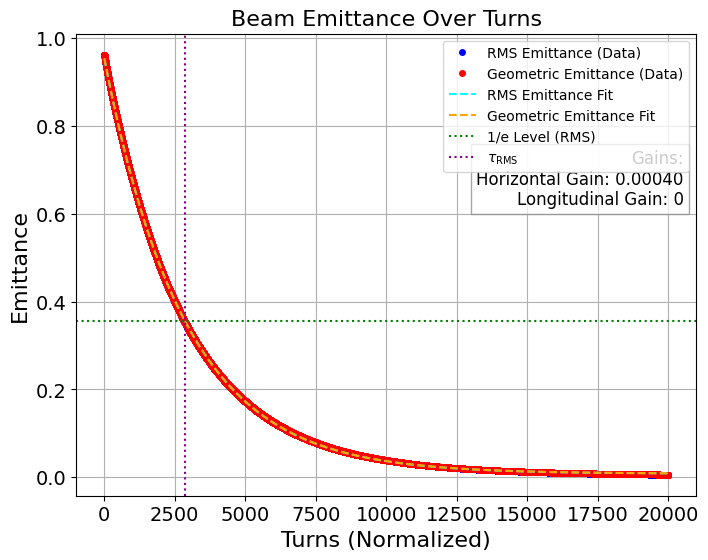 Beam Emittance Over Turns
1.0
0.8
0.6
0.4
0.2
0.0
Emittance
RMS Emittance (Data)
Geometric Emittance (Data)
RMS Emittance Fit
Geometric Emittance Fit
1/e Level (RMS)
τRMS
Gains:
Horizontal Gain: 0.00040
Longitudinal Gain: 0
0 2500 5000 7500 10000 12500 15000 17500 20000
Turns (Normalized)